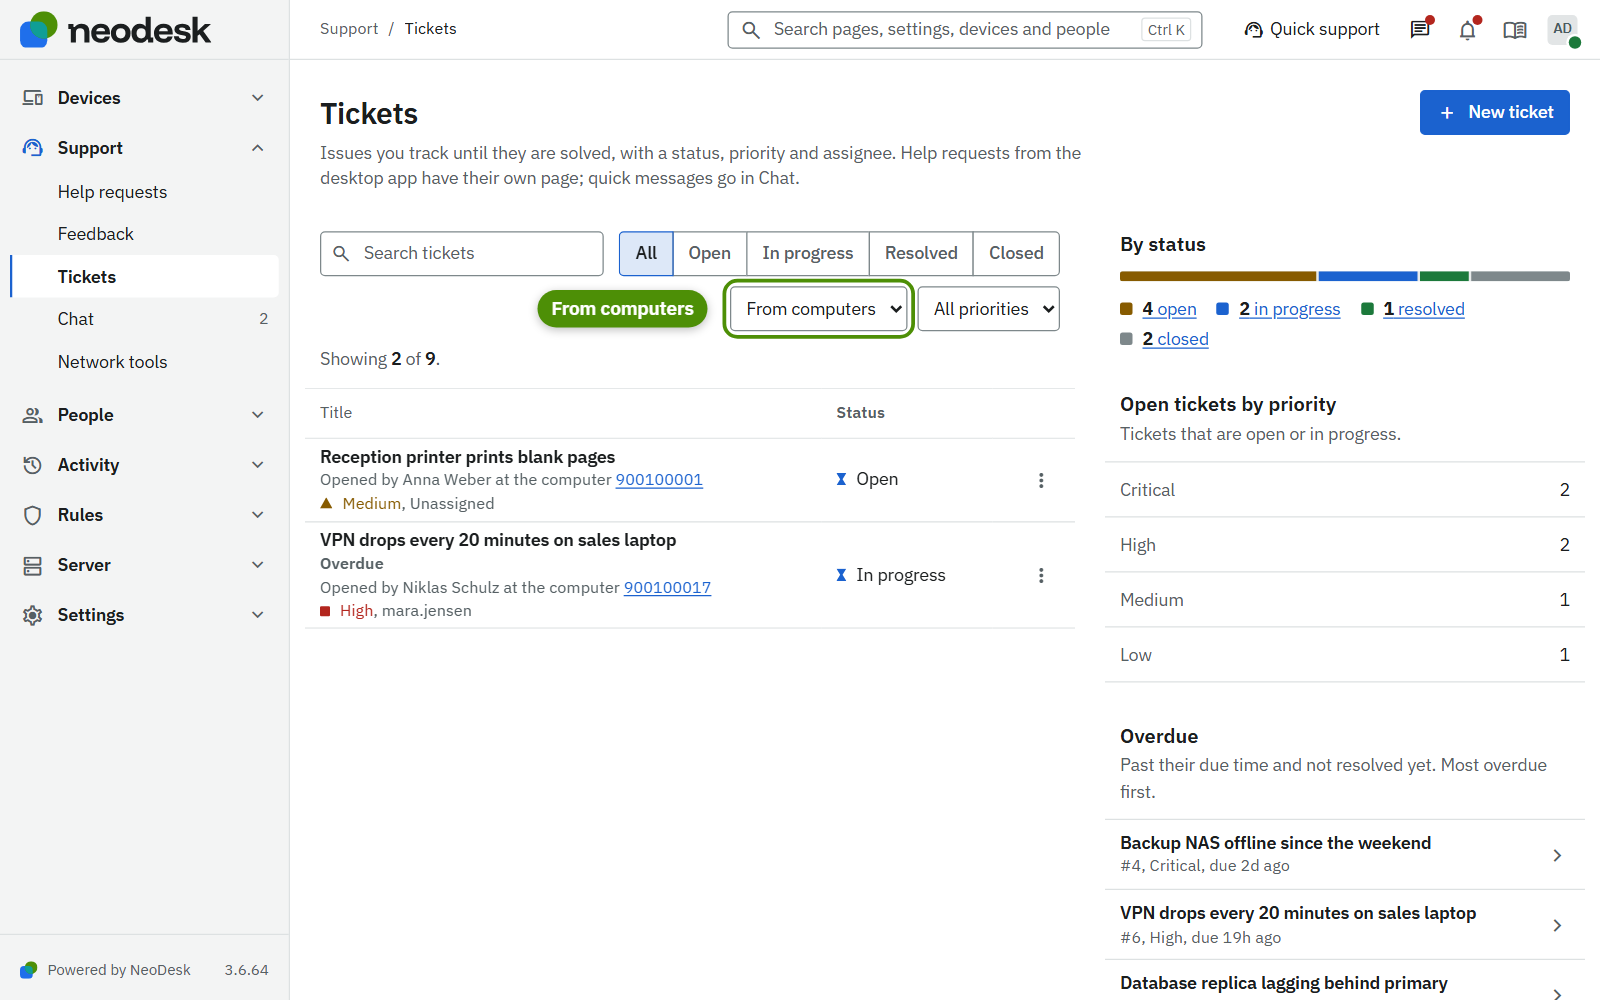 neodesk
Support / Tickets
Search pages, settings, devices and people Ctrl K
Quick support
AD
Devices
Support
Help requests
Feedback
Tickets
Chat 2
Network tools
People
Activity
Rules
Server
Settings
Powered by NeoDesk 3.6.64
Tickets
New ticket
Issues you track until they are solved, with a status, priority and assignee. Help requests from the
desktop app have their own page; quick messages go in Chat.
Search tickets
All Open In progress Resolved Closed
From computers From computers All priorities
Showing 2 of 9.
Title Status
Reception printer prints blank pages
Opened by Anna Weber at the computer 900100001
Medium, Unassigned
Open
VPN drops every 20 minutes on sales laptop
Overdue
Opened by Niklas Schulz at the computer 900100017
High, mara.jensen
In progress
By status
4 open 2 in progress 1 resolved
2 closed
Open tickets by priority
Tickets that are open or in progress.
Critical 2
High 2
Medium 1
Low 1
Overdue
Past their due time and not resolved yet. Most overdue
first.
Backup NAS offline since the weekend
#4, Critical, due 2d ago
VPN drops every 20 minutes on sales laptop
#6, High, due 19h ago
Database replica lagging behind primary